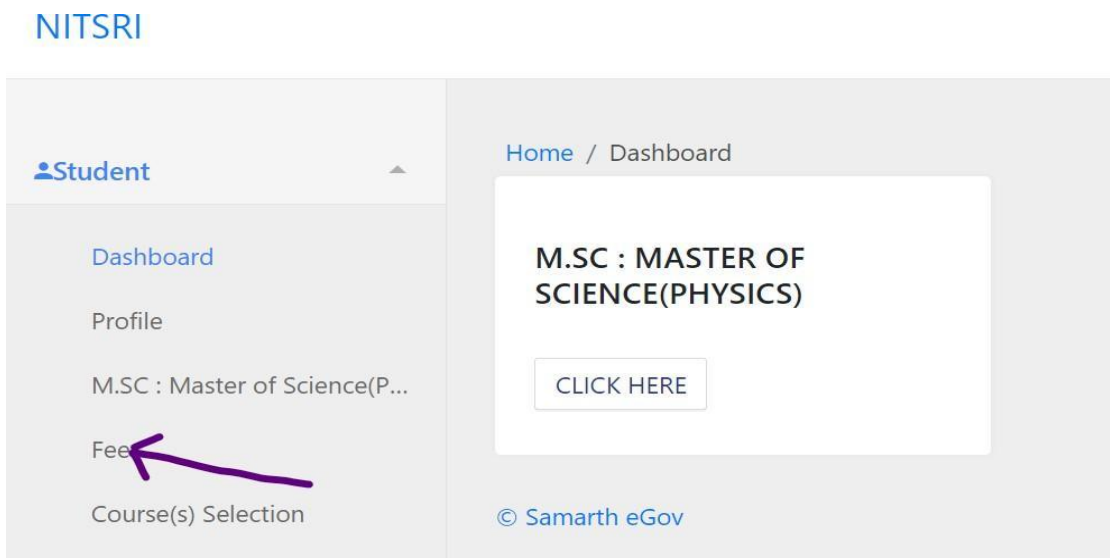 NITSRI
Student
Dashboard
Profile
M.SC : Master of Science(P...
Fee
Course(s) Selection
Home / Dashboard
M.SC : MASTER OF
SCIENCE(PHYSICS)
CLICK HERE
© Samarth eGov